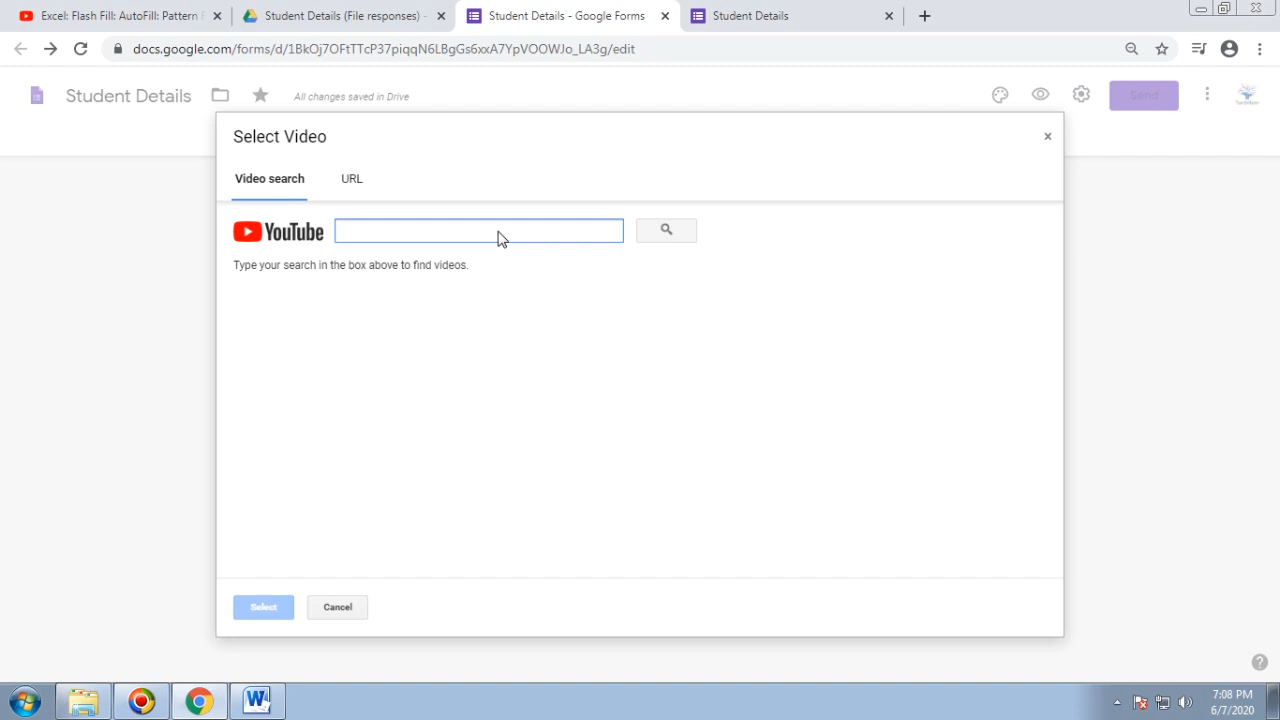 Excel: Flash Fill: AutoFill: Pattern F
Student Details (File responses) -
Student Details - Google Forms
Student Details
docs.google.com/forms/d/1BkOj7OFtTTcP37piqqN6LBgGs6xxA7YpVOOWJo_LA3g/edit
Student Details
All changes saved in Drive
Send
Select Video
Video search
URL
YouTube
Type your search in the box above to find videos.
Select
Cancel
7:08 PM
6/7/2020